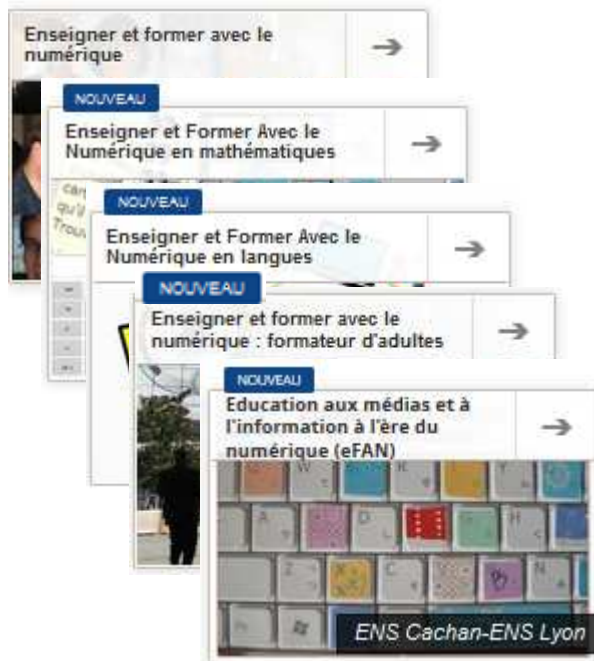 Enseigner et former avec le
numérique
NOUVEAU
Enseigner et Former Avec le
Numérique en mathématiques
qu'il
NOUVEAU
Enseigner et Former Avec le
Numérique en langues
NOUVEAU
Enseigner et former avec le
numérique : formateur d'adultes
NOUVEAU
Education aux médias et à
l'information à l'ère du
numérique (eFAN)
ENS Cachan-ENS Lyon